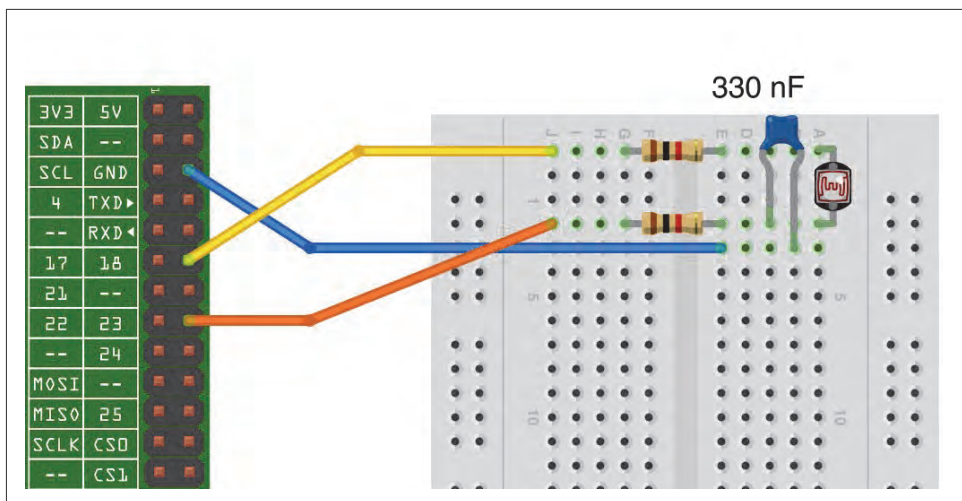 330 nF
3V3 5V
SDA --
SCL GND
4 TXD▸
-- RXD◂
17 18
21 --
22 23
-- 24
MOSI --
MISO 25
SCLK CS0
-- CS1
1
J I H G F E D A
1
5 5
10 10